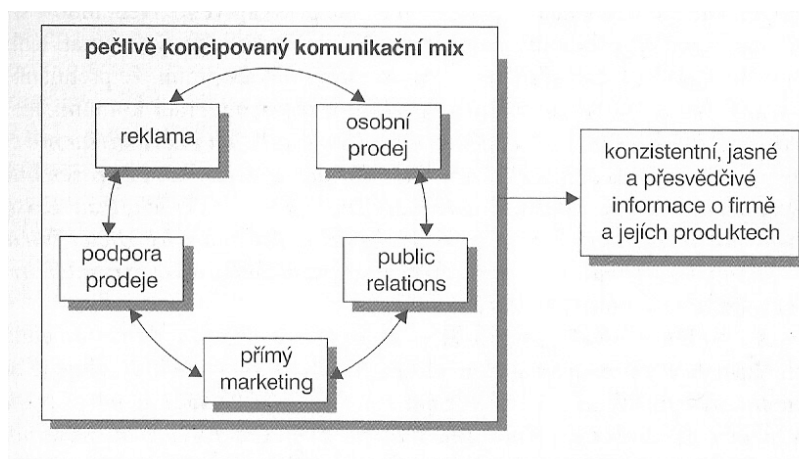 pečlivě koncipovaný komunikační mix
reklama
osobní
prodej
konzistentní, jasné
a přesvědčivé
informace o firmě
a jejích produktech
podpora
prodeje
public
relations
přímý
marketing